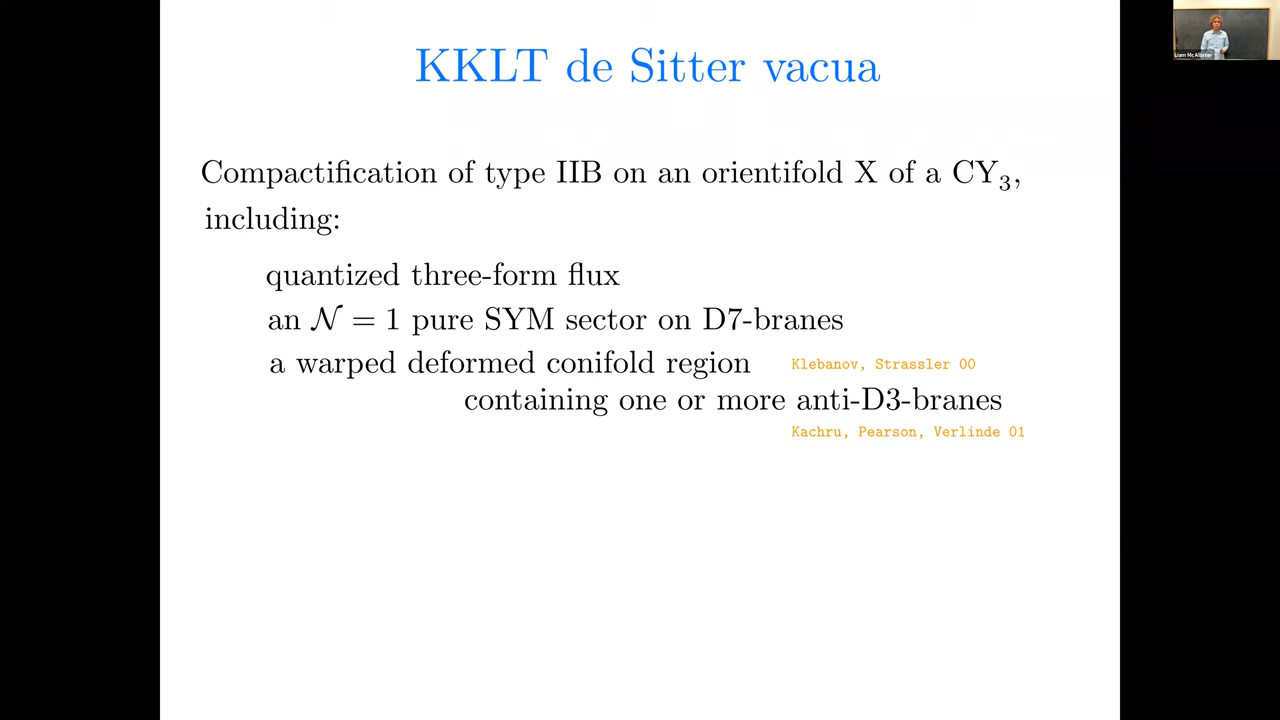 KKLT de Sitter vacua
Compactification of type IIB on an orientifold X of a CY₃,
including:
quantized three-form flux
an 𝒩 = 1 pure SYM sector on D7-branes
a warped deformed conifold region Klebanov, Strassler 00
containing one or more anti-D3-branes
Kachru, Pearson, Verlinde 01
Liam McAllister